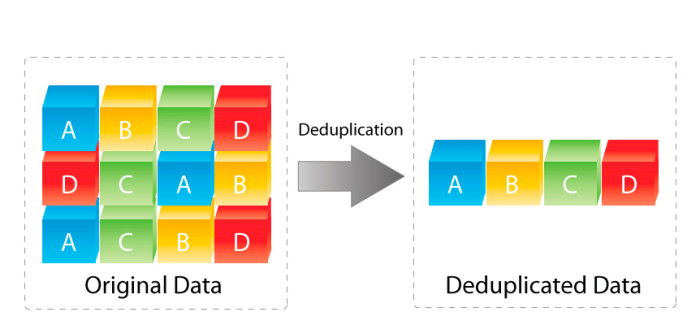 A B C D
D C A B
A C B D
Original Data
Deduplication
A B C D
Deduplicated Data